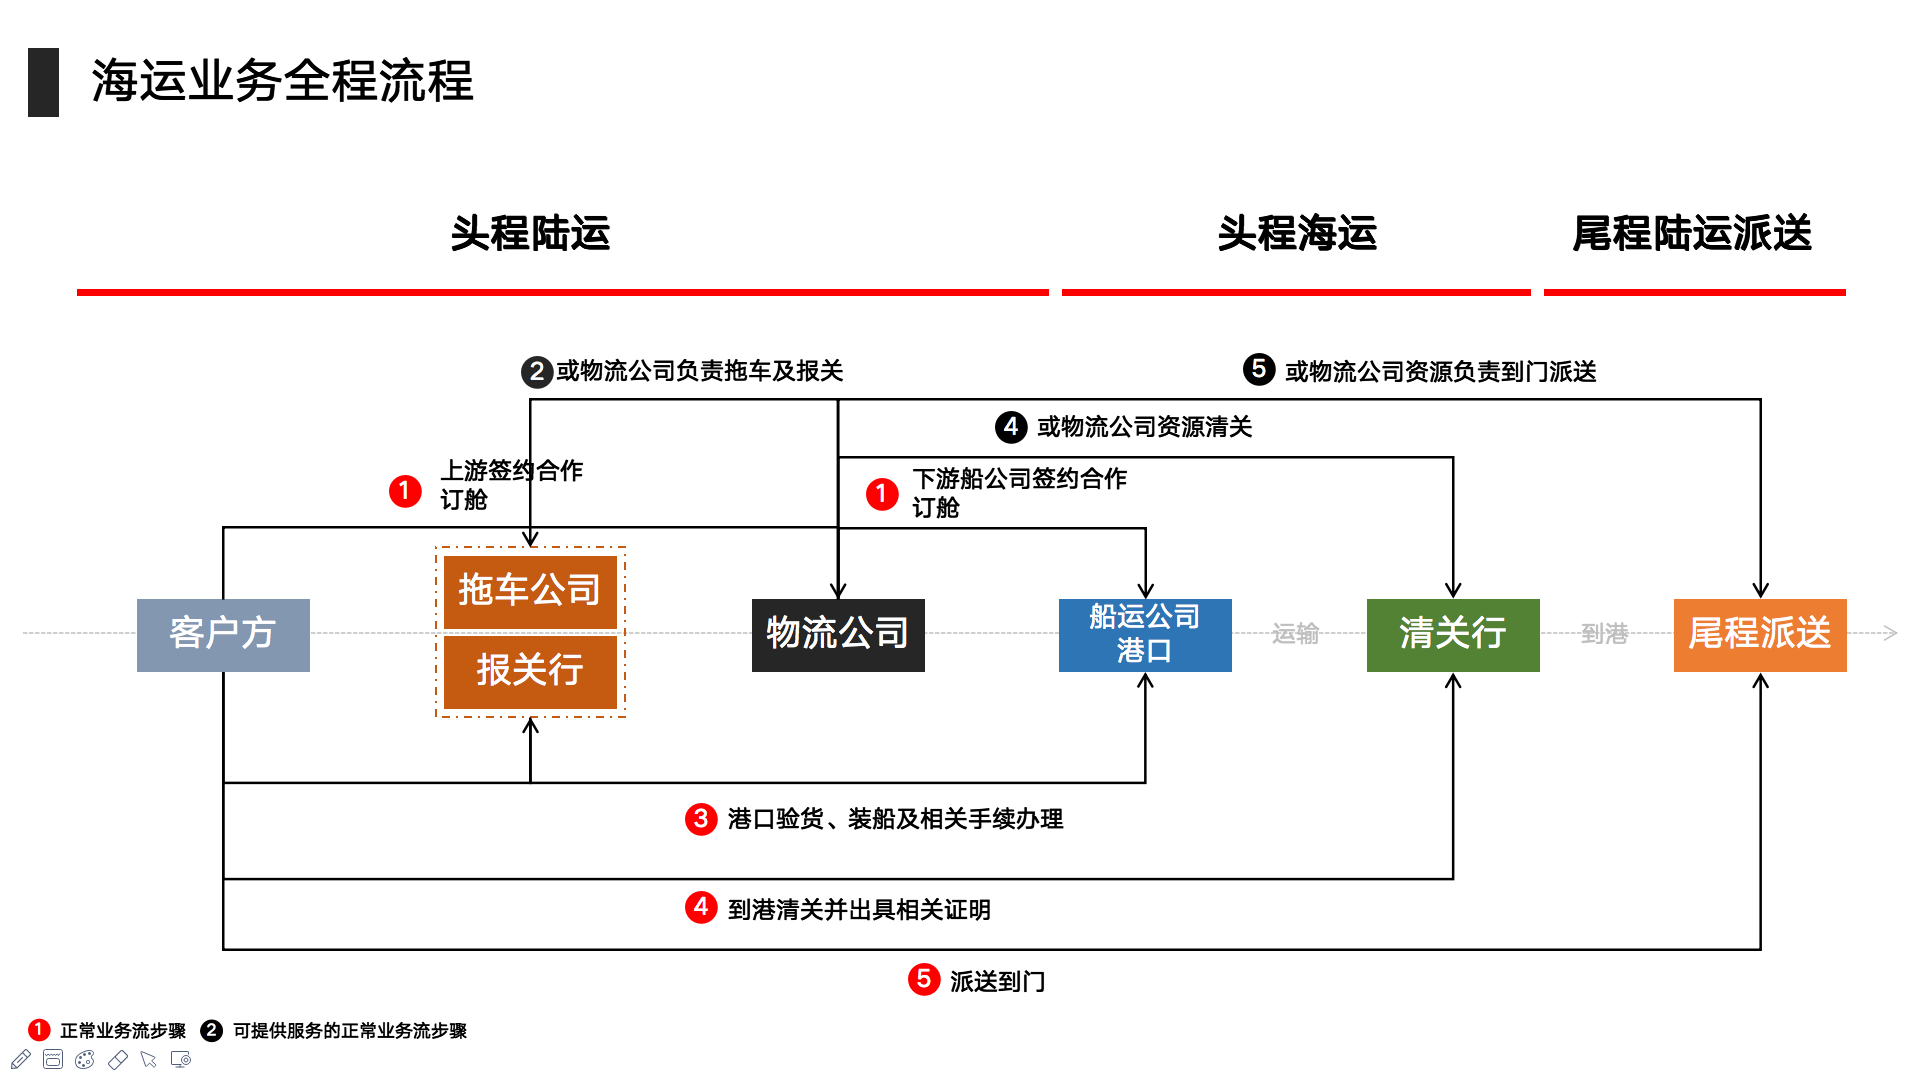 海运业务全程流程
头程陆运
头程海运
尾程陆运派送
2 或物流公司负责拖车及报关
5 或物流公司资源负责到门派送
4 或物流公司资源清关
1 上游签约合作
订舱
1 下游船公司签约合作
订舱
拖车公司
报关行
客户方
物流公司
船运公司
港口
运输
清关行
到港
尾程派送
3 港口验货、装船及相关手续办理
4 到港清关并出具相关证明
5 派送到门
1 正常业务流步骤
2 可提供服务的正常业务流步骤